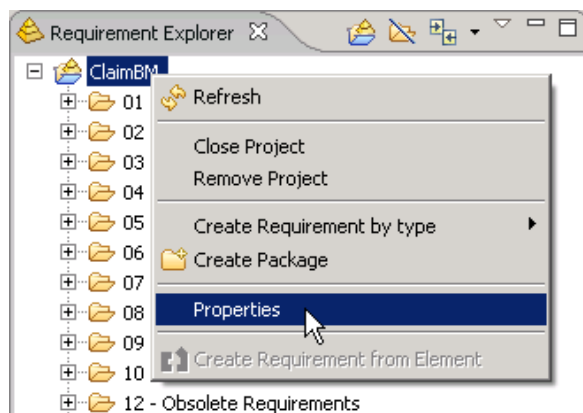 Requirement Explorer
ClaimBM
01 Refresh
02
Close Project
03
Remove Project
04
05 Create Requirement by type
06 Create Package
07
08 Properties
09
Create Requirement from Element
10
12 - Obsolete Requirements